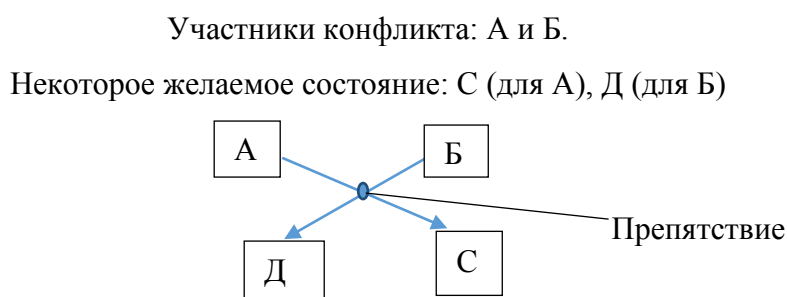 Участники конфликта: А и Б.
Некоторое желаемое состояние: С (для А), Д (для Б)
А
Б
Препятствие
Д
С